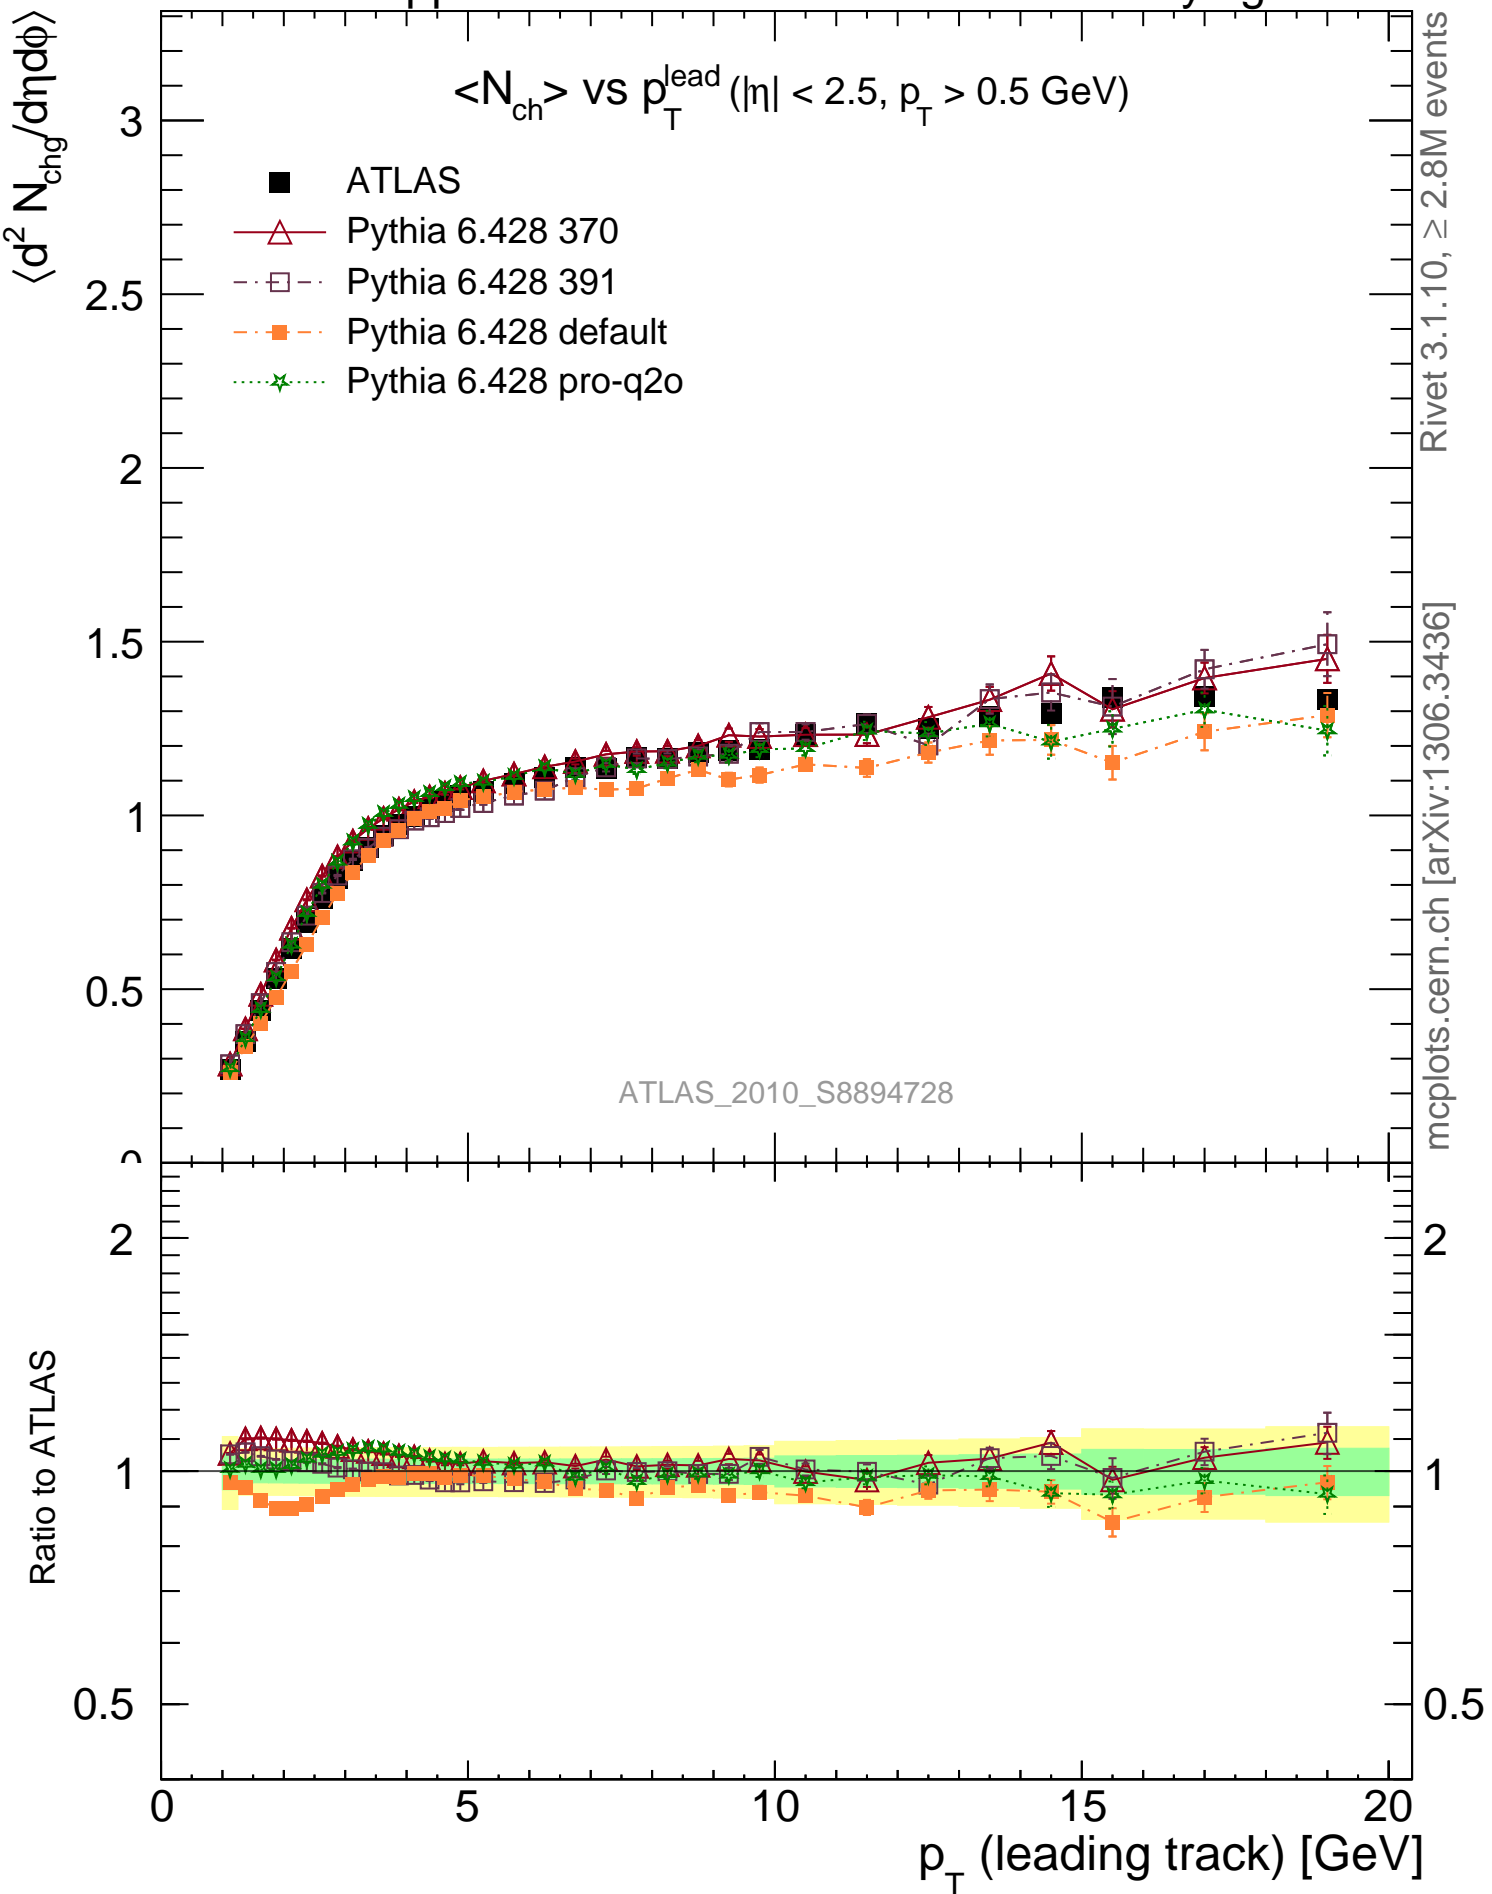 ⟨d² N_chg/dηdϕ⟩
<N_ch> vs p_T^lead (|η| < 2.5, p_T > 0.5 GeV)
ATLAS
Pythia 6.428 370
Pythia 6.428 391
Pythia 6.428 default
Pythia 6.428 pro-q2o
3
2.5
2
1.5
1
0.5
ATLAS_2010_S8894728
Rivet 3.1.10, ≥ 2.8M events
mcplots.cern.ch [arXiv:1306.3436]
Ratio to ATLAS
2
1
0.5
2
1
0.5
0 5 10 15 20
p_T (leading track) [GeV]